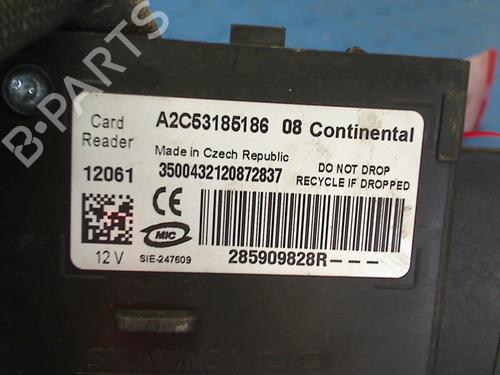 Card Reader
A2C53185186 08 Continental
Made in Czech Republic
12061
3500432120872837
DO NOT DROP
RECYCLE IF DROPPED
CE
MIC
12 V
SIE-247609
285909828R---
B-PARTS